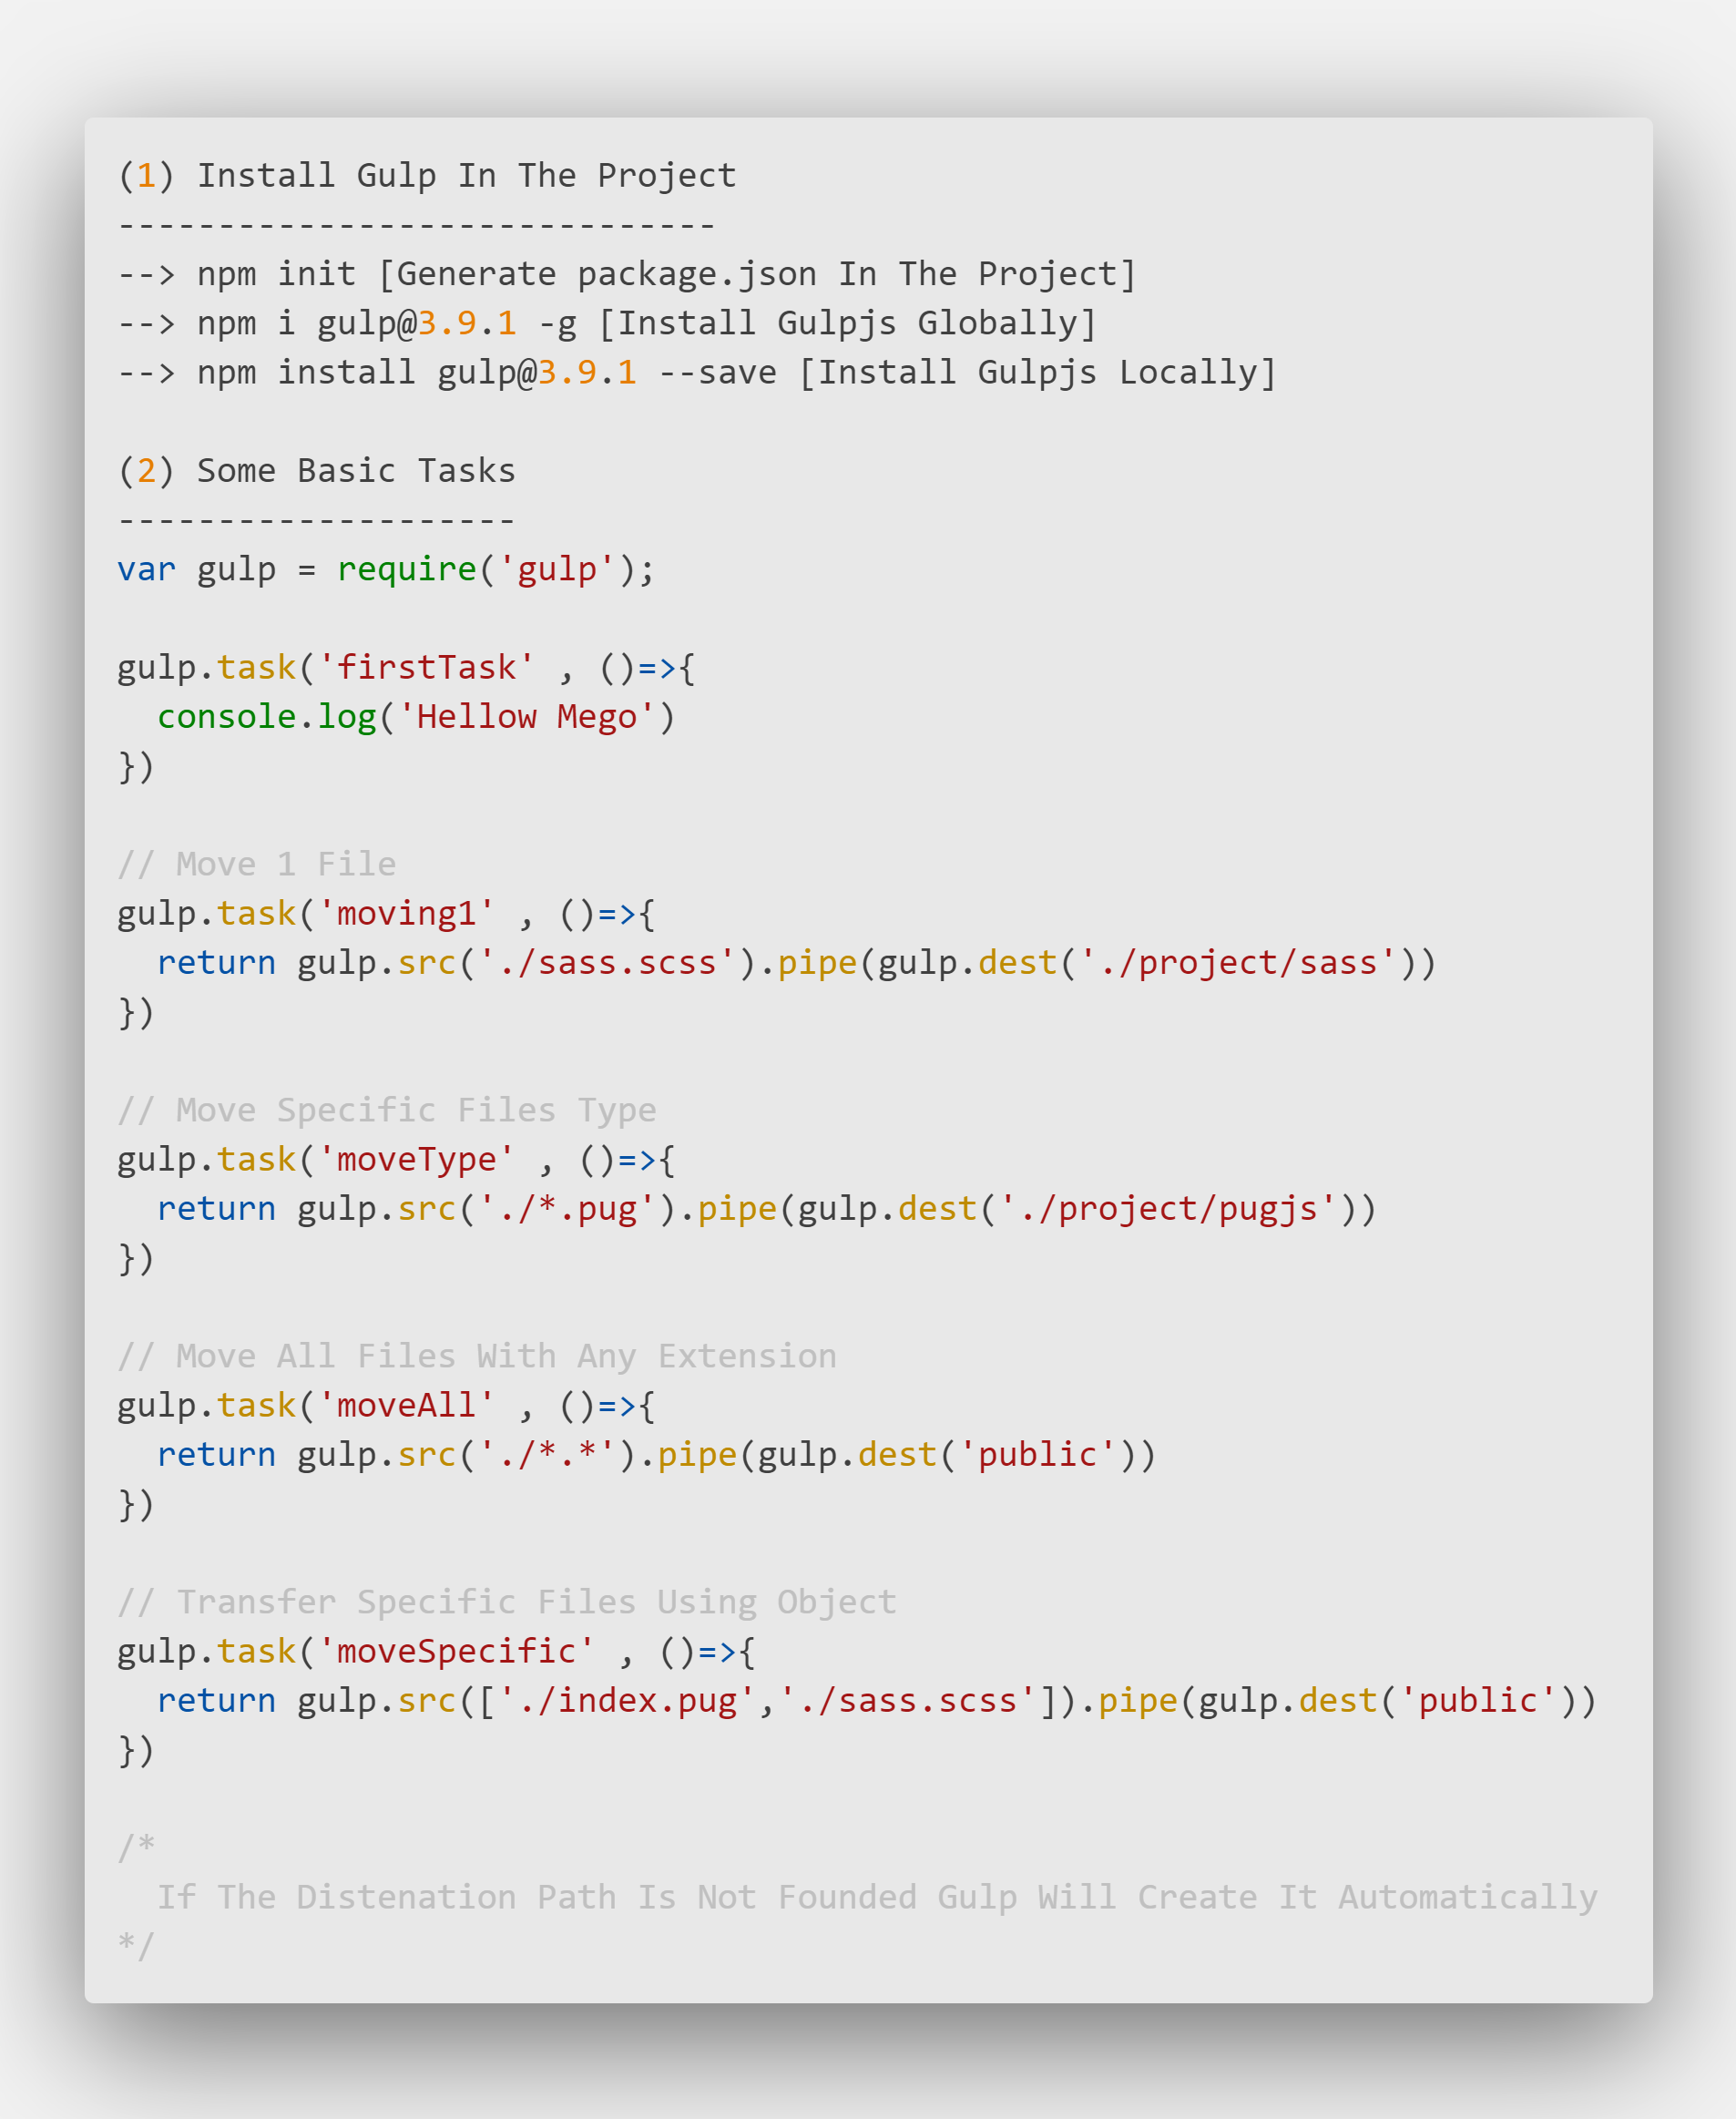 (1) Install Gulp In The Project
------------------------------
--> npm init [Generate package.json In The Project]
--> npm i gulp@3.9.1 -g [Install Gulpjs Globally]
--> npm install gulp@3.9.1 --save [Install Gulpjs Locally]

(2) Some Basic Tasks
--------------------
var gulp = require('gulp');

gulp.task('firstTask' , ()=>{
  console.log('Hellow Mego')
})

// Move 1 File
gulp.task('moving1' , ()=>{
  return gulp.src('./sass.scss').pipe(gulp.dest('./project/sass'))
})

// Move Specific Files Type
gulp.task('moveType' , ()=>{
  return gulp.src('./*.pug').pipe(gulp.dest('./project/pugjs'))
})

// Move All Files With Any Extension
gulp.task('moveAll' , ()=>{
  return gulp.src('./*.*').pipe(gulp.dest('public'))
})

// Transfer Specific Files Using Object
gulp.task('moveSpecific' , ()=>{
  return gulp.src(['./index.pug','./sass.scss']).pipe(gulp.dest('public'))
})

/*
  If The Distenation Path Is Not Founded Gulp Will Create It Automatically
*/